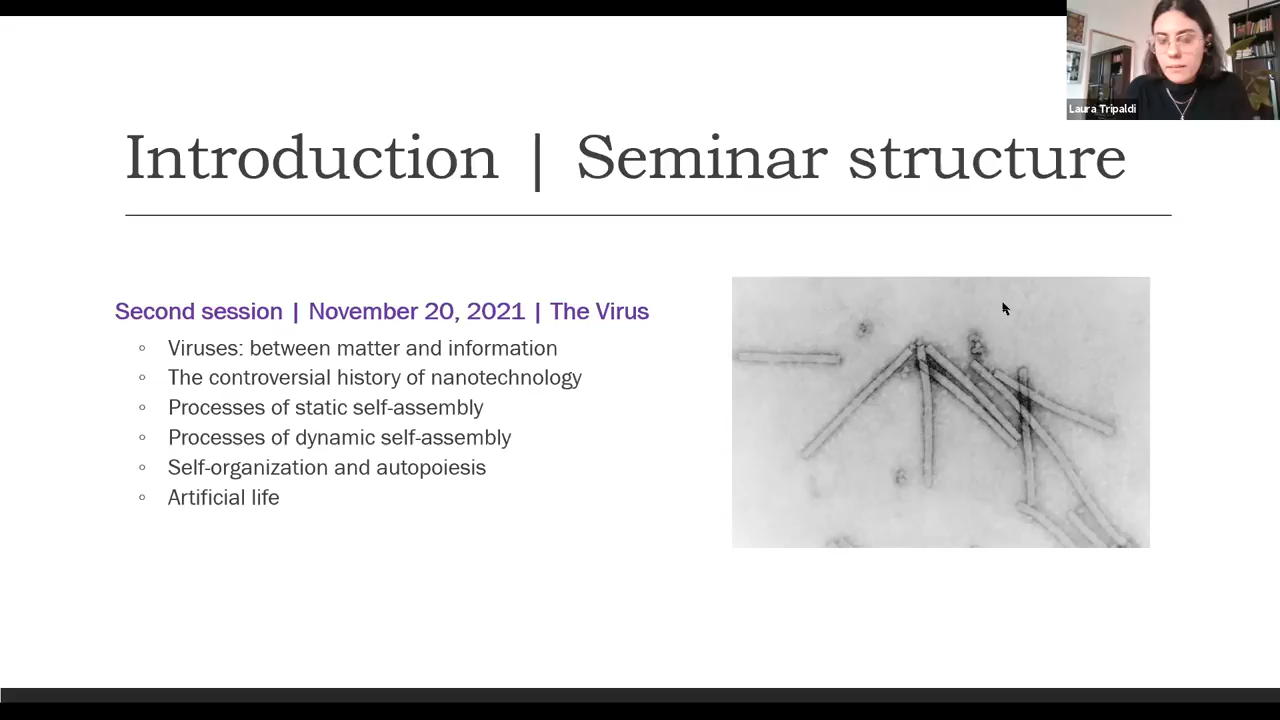 Laura Tripaldi
Introduction | Seminar structure
Second session | November 20, 2021 | The Virus
◦ Viruses: between matter and information
◦ The controversial history of nanotechnology
◦ Processes of static self-assembly
◦ Processes of dynamic self-assembly
◦ Self-organization and autopoiesis
◦ Artificial life